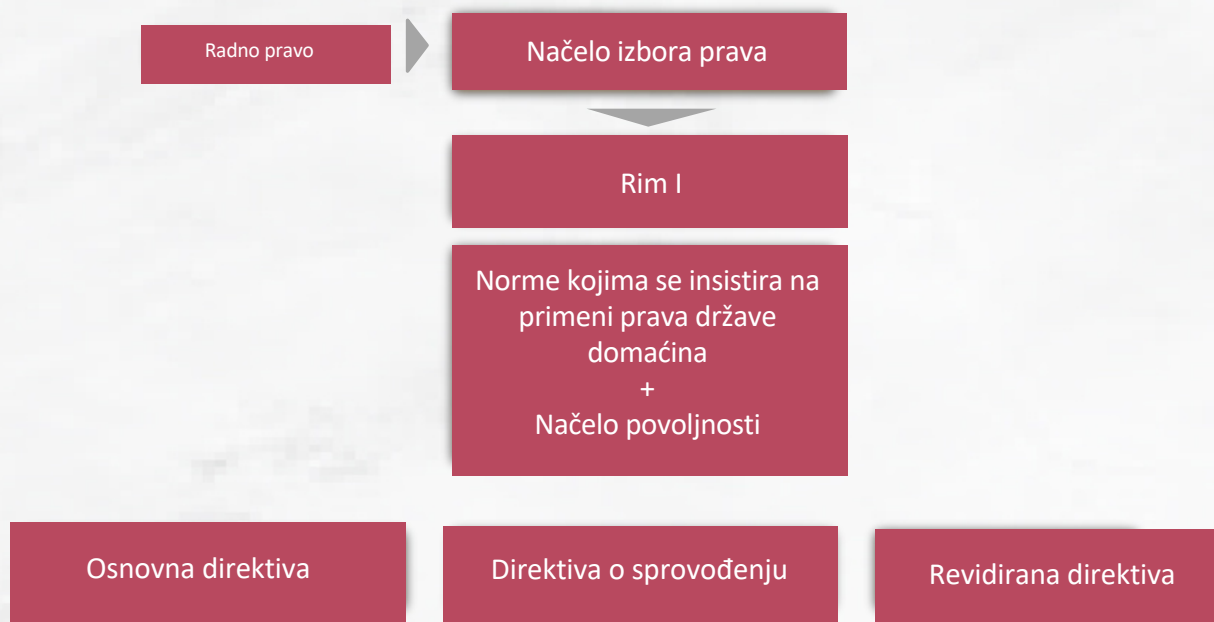 Radno pravo
Načelo izbora prava
Rim I
Norme kojima se insistira na
primeni prava države
domaćina
+
Načelo povoljnosti
Osnovna direktiva
Direktiva o sprovođenju
Revidirana direktiva